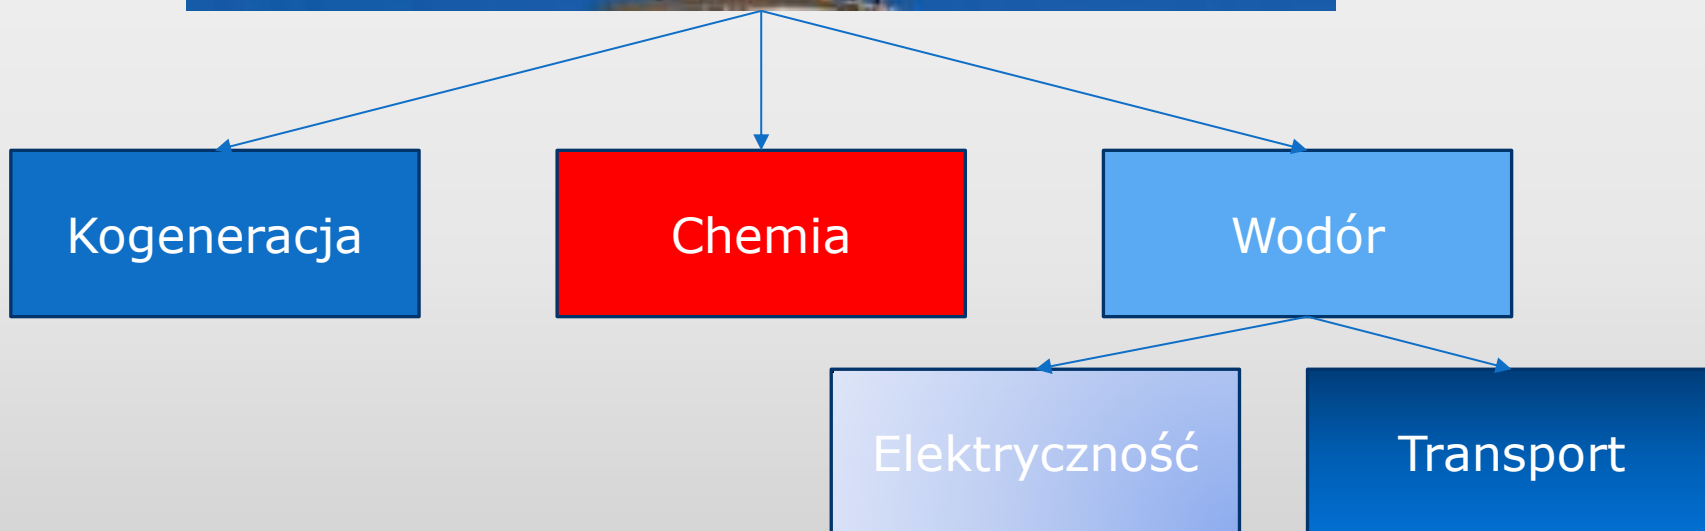 Kogeneracja
Chemia
Wodór
Elektryczność
Transport